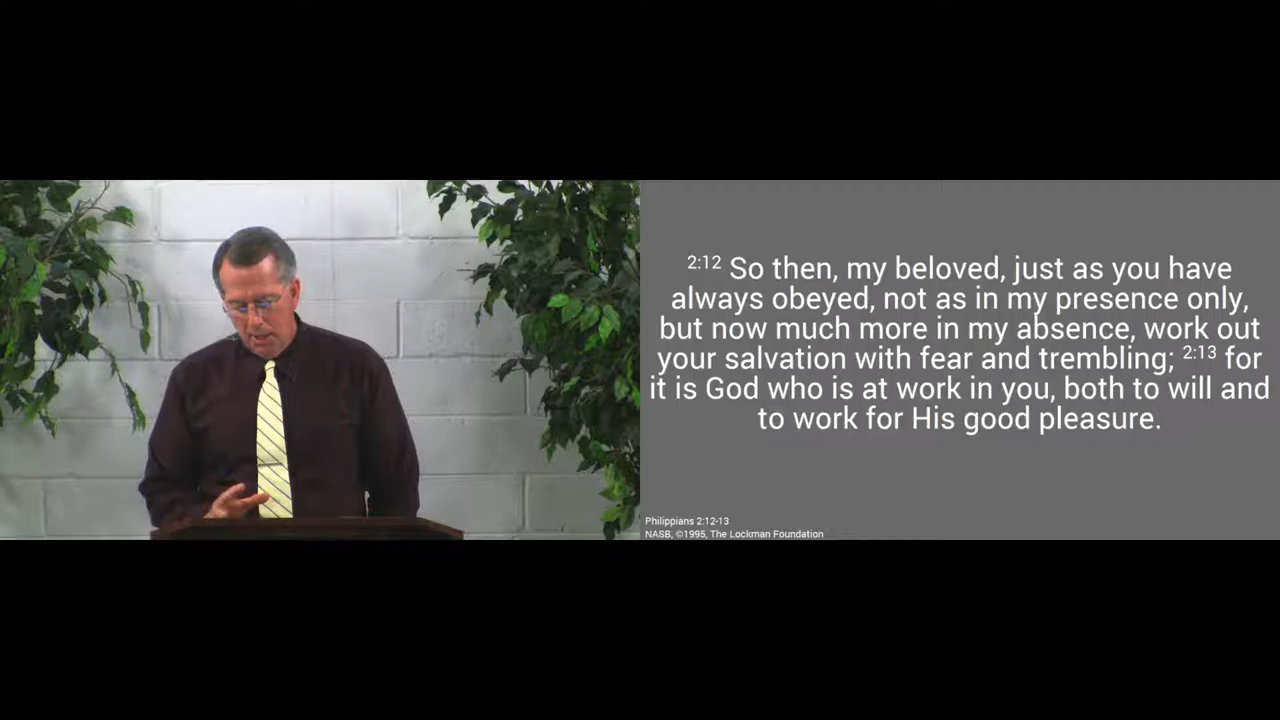 2:12 So then, my beloved, just as you have
always obeyed, not as in my presence only,
but now much more in my absence, work out
your salvation with fear and trembling; 2:13 for
it is God who is at work in you, both to will and
to work for His good pleasure.
Philippians 2:12-13
NASB, ©1995, The Lockman Foundation